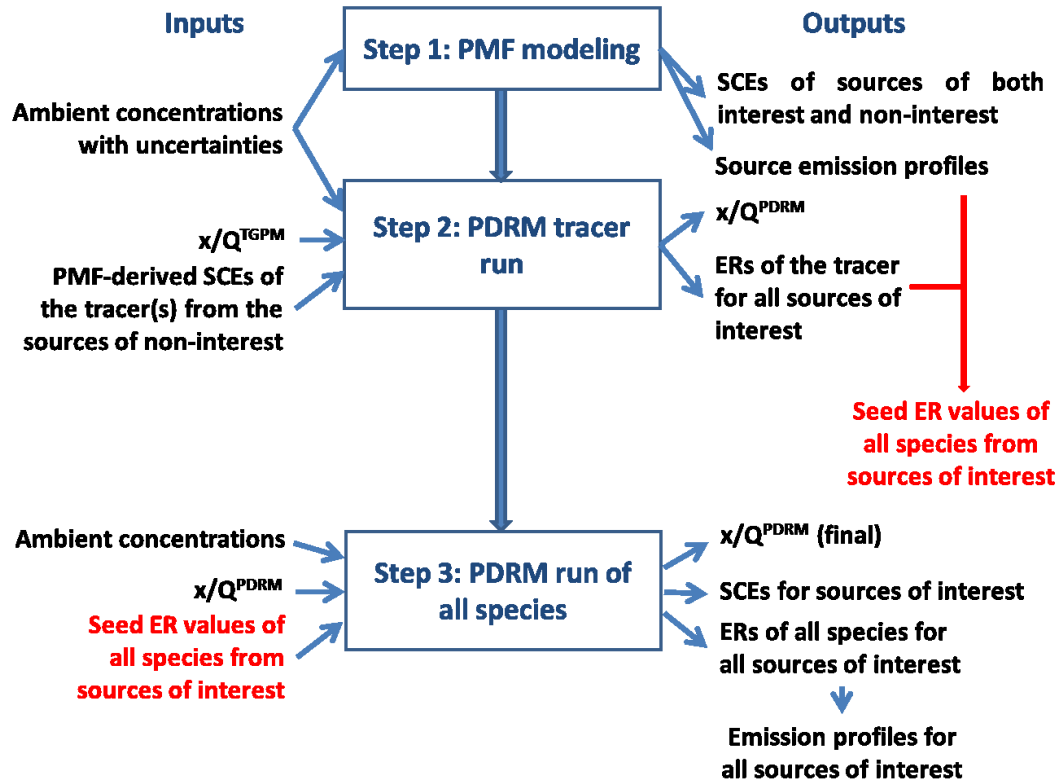 Inputs
Outputs
Step 1: PMF modeling
Ambient concentrations
with uncertainties
SCEs of sources of both
interest and non-interest
Source emission profiles
Step 2: PDRM tracer
run
x/Q^TGPM
PMF-derived SCEs of
the tracer(s) from the
sources of non-interest
x/Q^PDRM
ERs of the tracer
for all sources of
interest
Seed ER values of
all species from
sources of interest
Step 3: PDRM run of
all species
Ambient concentrations
x/Q^PDRM
Seed ER values of
all species from
sources of interest
x/Q^PDRM (final)
SCEs for sources of interest
ERs of all species for
all sources of interest
Emission profiles for
all sources of interest